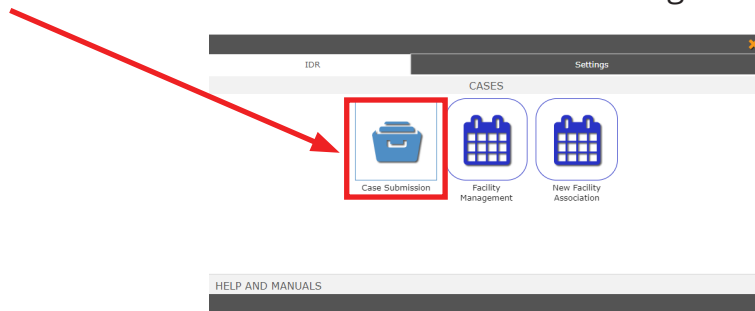 IDR
Settings
CASES
Case Submission
Facility
Management
New Facility
Association
HELP AND MANUALS